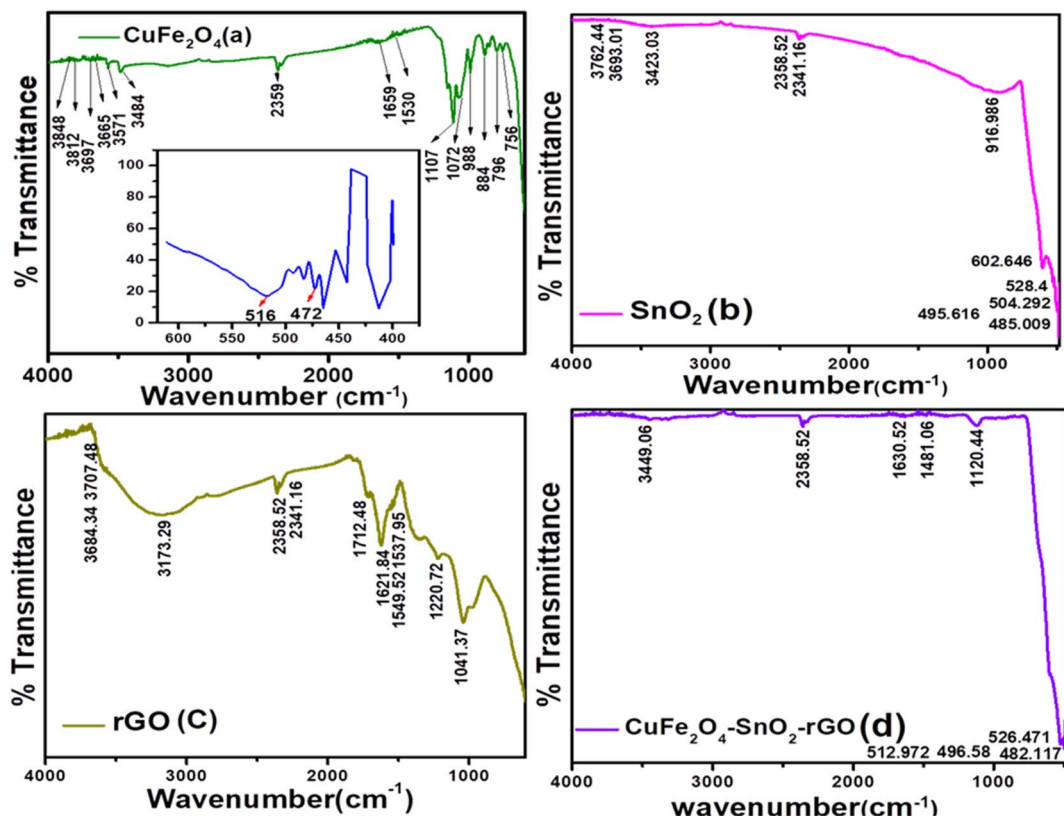 % Transmittance
CuFe₂O₄(a)
3848
3812
3697
3665
3571
3484
2359
1659
1530
1107
1072
988
884
796
756
100
80
60
40
20
0
516
472
600 550 500 450 400
4000 3000 2000 1000
Wavenumber (cm⁻¹)
% Transmittance
3762.44
3693.01
3423.03
2358.52
2341.16
916.986
602.646
528.4
504.292
495.616
485.009
SnO₂ (b)
4000 3000 2000 1000
Wavenumber(cm⁻¹)
% Transmittance
3684.34
3707.48
3173.29
2358.52
2341.16
1712.48
1621.84
1549.52
1537.95
1220.72
1041.37
rGO (C)
4000 3000 2000 1000
Wavenumber(cm⁻¹)
% Transmittance
3449.06
2358.52
1630.52
1481.06
1120.44
CuFe₂O₄-SnO₂-rGO (d)
526.471
512.972 496.58 482.117
4000 3000 2000 1000
wavenumber(cm⁻¹)